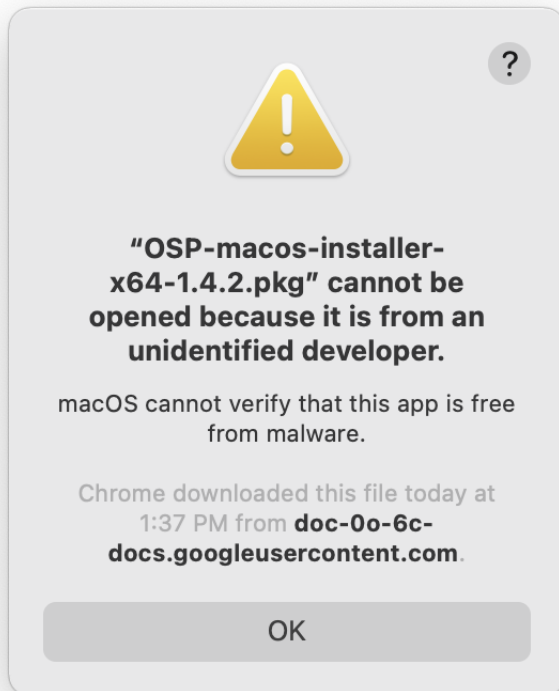 ?
“OSP-macos-installer-
x64-1.4.2.pkg” cannot be
opened because it is from an
unidentified developer.
macOS cannot verify that this app is free
from malware.
Chrome downloaded this file today at
1:37 PM from doc-0o-6c-
docs.googleusercontent.com.
OK